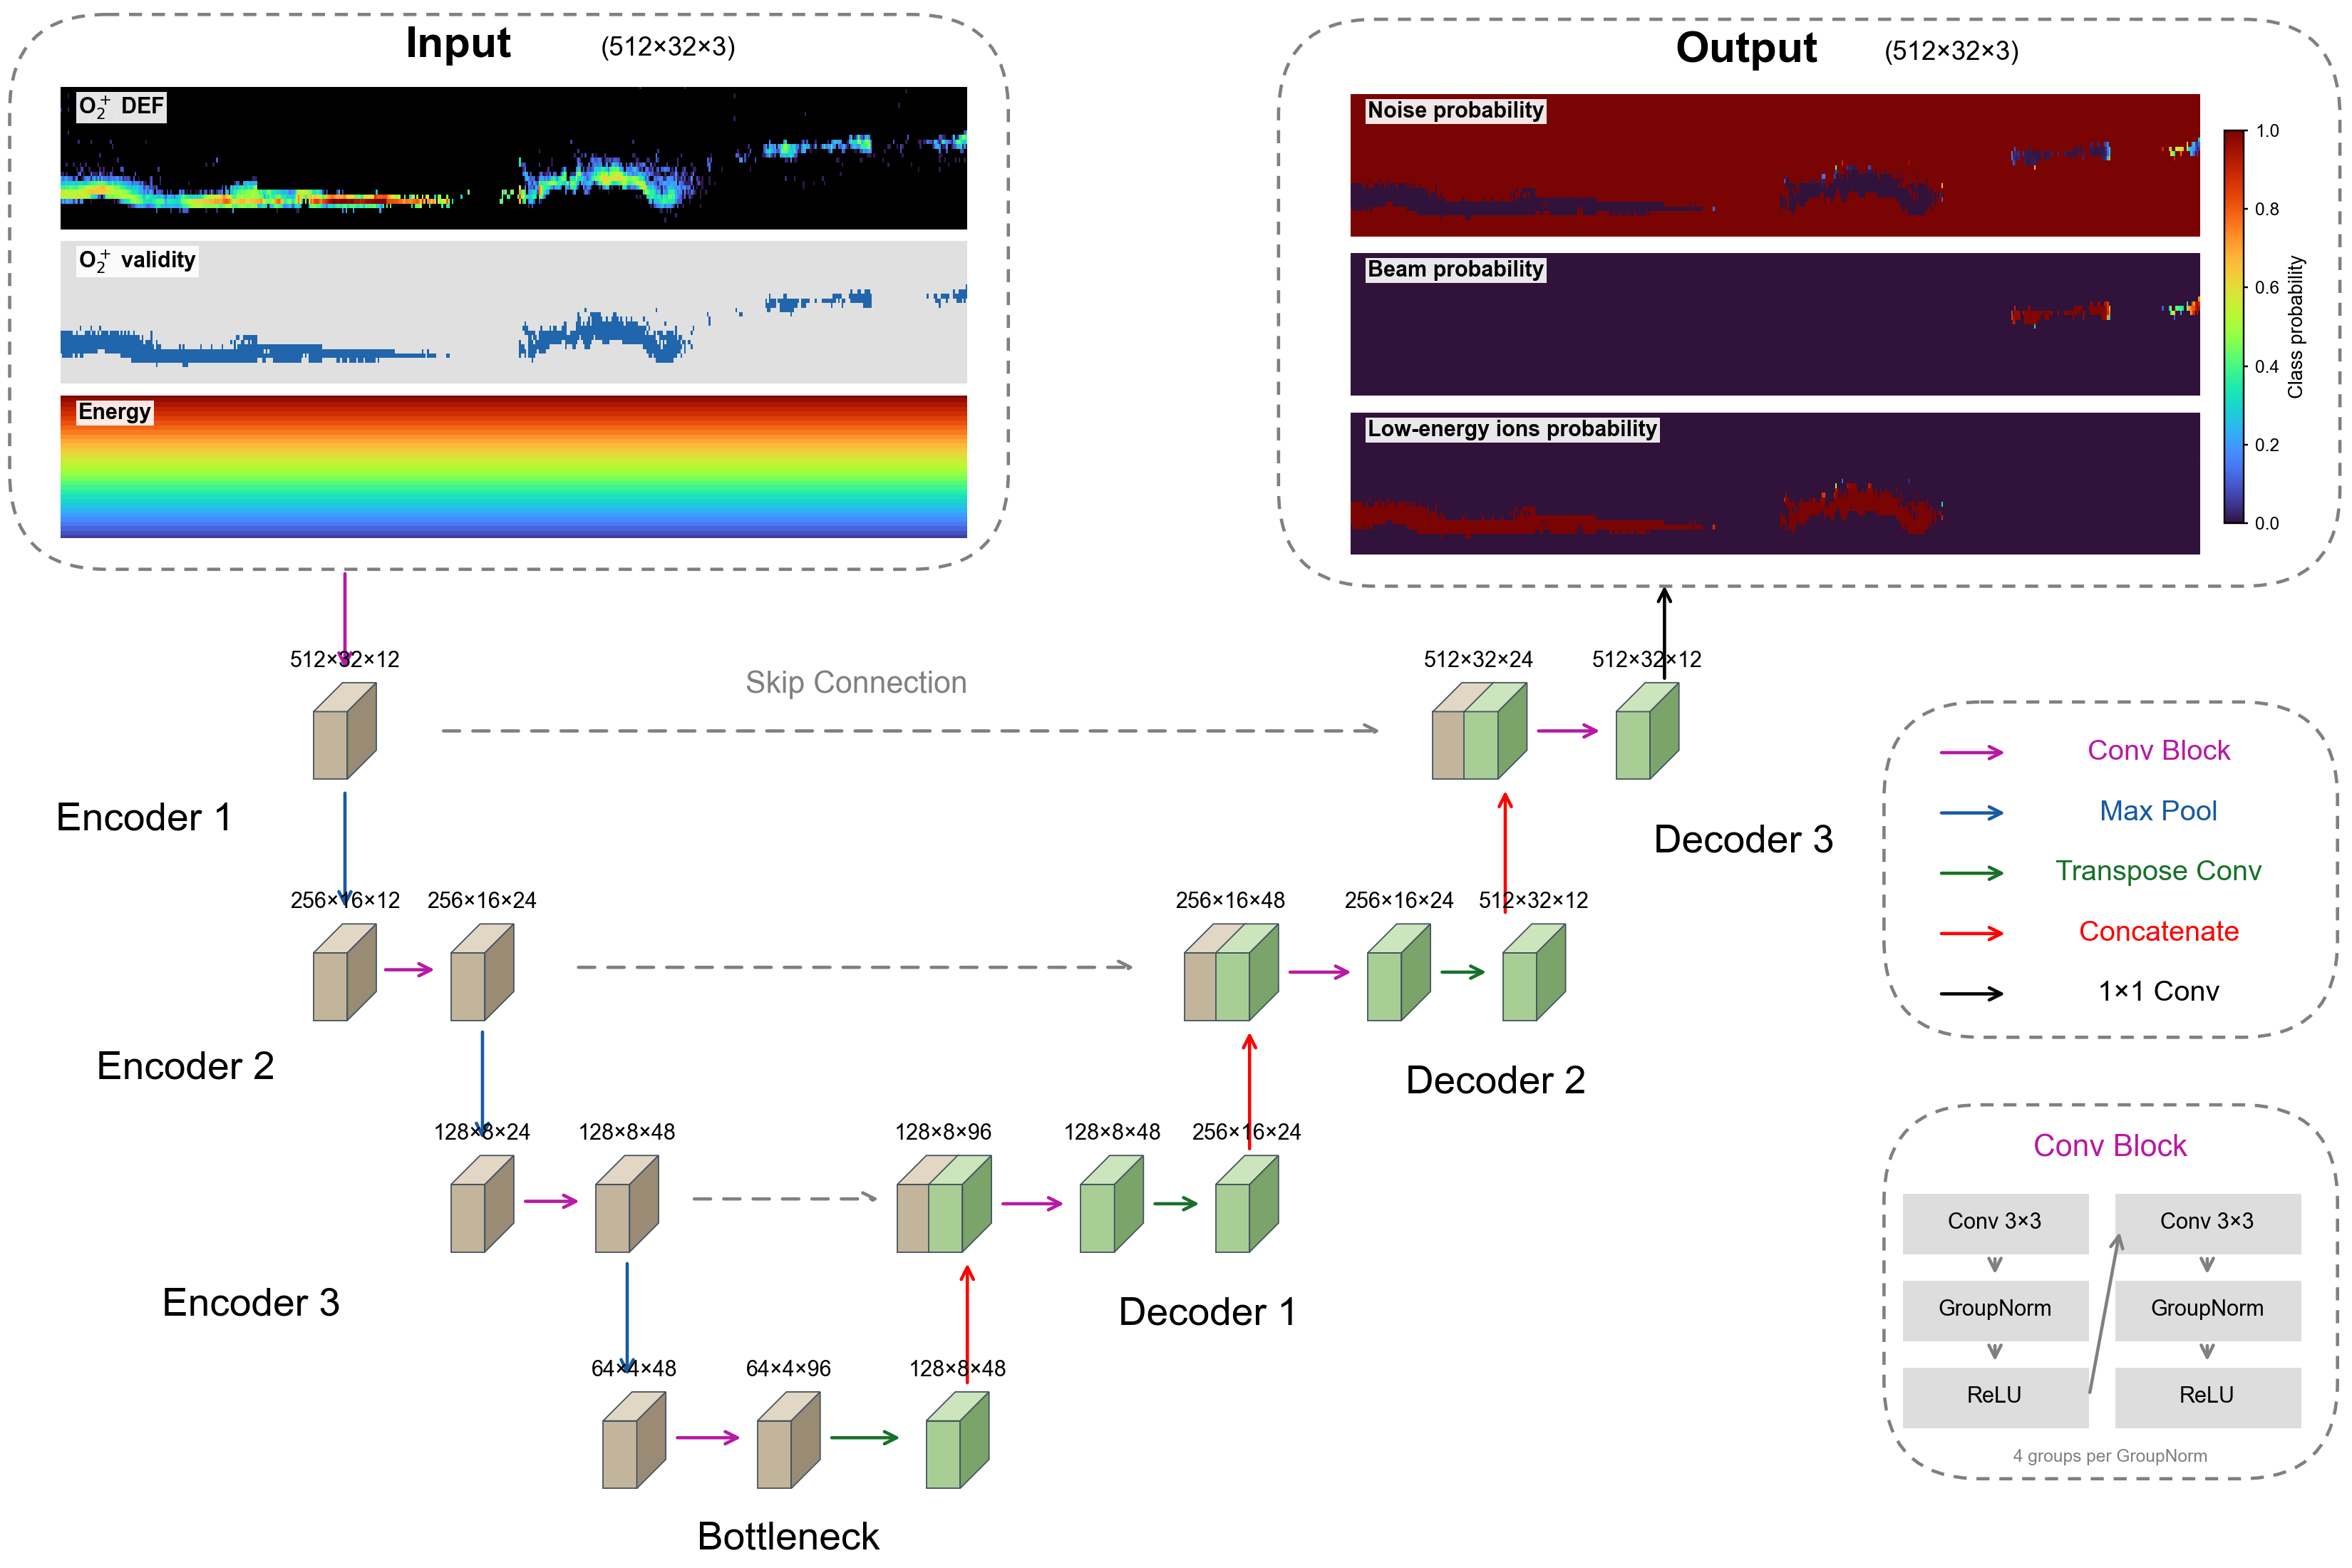 Input (512×32×3)
O₂⁺ DEF
O₂⁺ validity
Energy
Output (512×32×3)
Noise probability
Beam probability
Low-energy ions probability
1.0
0.8
0.6
0.4
0.2
0.0
Class probability
512×32×12
Skip Connection
512×32×24
512×32×12
Encoder 1
Decoder 3
256×16×12
256×16×24
256×16×48
256×16×24
512×32×12
Encoder 2
Decoder 2
128×8×24
128×8×48
128×8×96
128×8×48
256×16×24
Encoder 3
Decoder 1
64×4×48
64×4×96
128×8×48
Bottleneck
Conv Block
Max Pool
Transpose Conv
Concatenate
1×1 Conv
Conv Block
Conv 3×3
GroupNorm
ReLU
Conv 3×3
GroupNorm
ReLU
4 groups per GroupNorm